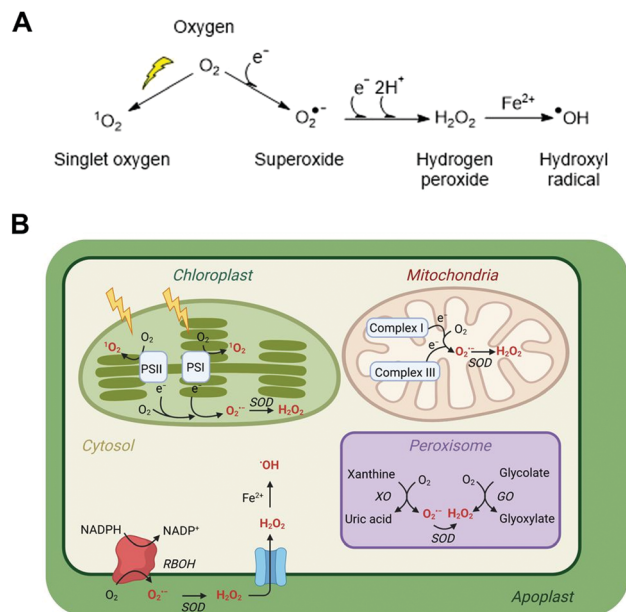 A
Oxygen
O₂
e⁻
¹O₂
O₂•⁻
e⁻ 2H⁺
H₂O₂
Fe²⁺
•OH
Singlet oxygen
Superoxide
Hydrogen
peroxide
Hydroxyl
radical
B
Chloroplast
O₂
¹O₂
PSII
e⁻
O₂
¹O₂
PSI
e⁻
O₂
O₂•⁻
SOD
H₂O₂
Mitochondria
Complex I
e⁻
O₂
Complex III
e⁻
O₂•⁻
SOD
H₂O₂
Cytosol
NADPH
NADP⁺
RBOH
O₂
O₂•⁻
SOD
H₂O₂
H₂O₂
Fe²⁺
•OH
Peroxisome
Xanthine
O₂
XO
Uric acid
O₂•⁻
SOD
H₂O₂
O₂
Glycolate
GO
Glyoxylate
Apoplast